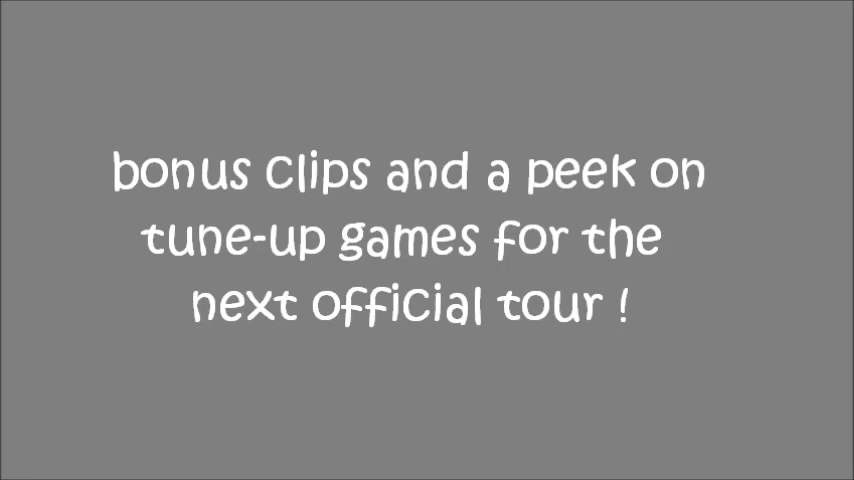 bonus clips and a peek on
tune-up games for the
next official tour !